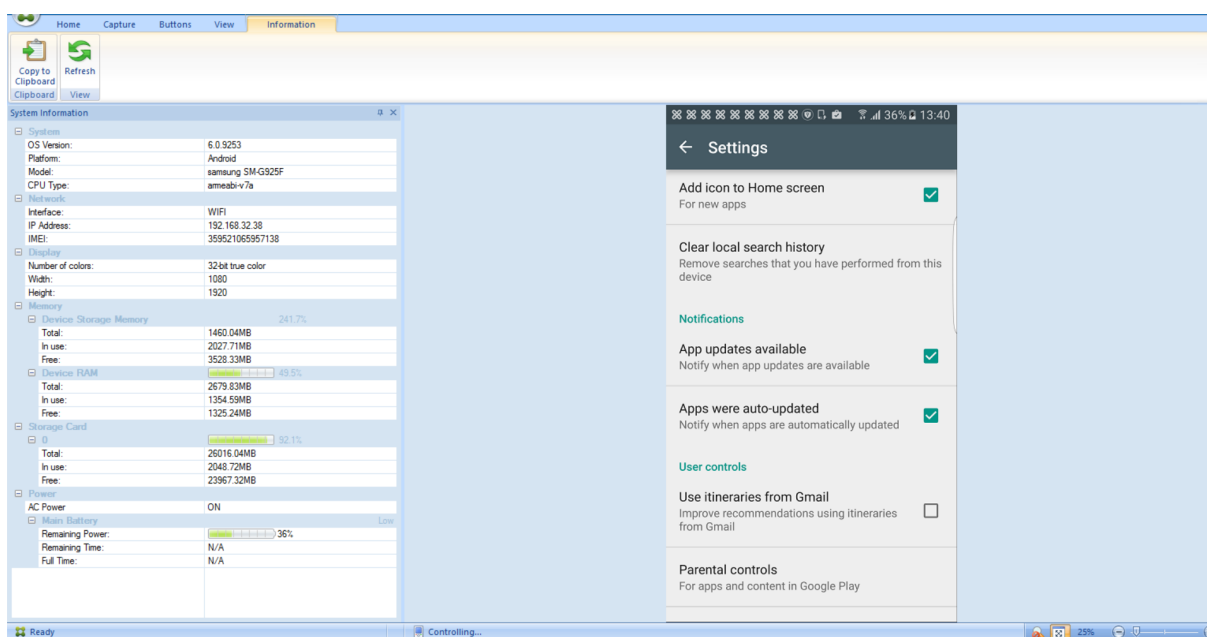 Home Capture Buttons View Information
Copy to Clipboard
Refresh
Clipboard View
System Information
System
OS Version: 6.0.9253
Platform: Android
Model: samsung SM-G925F
CPU Type: armeabi-v7a
Network
Interface: WIFI
IP Address: 192.168.32.38
IMEI: 359521065957138
Display
Number of colors: 32-bit true color
Width: 1080
Height: 1920
Memory
Device Storage Memory 241.7%
Total: 1460.04MB
In use: 2027.71MB
Free: 3528.33MB
Device RAM 49.5%
Total: 2679.83MB
In use: 1354.59MB
Free: 1325.24MB
Storage Card
0 92.1%
Total: 26016.04MB
In use: 2048.72MB
Free: 23967.32MB
Power
AC Power ON
Main Battery Low
Remaining Power: 36%
Remaining Time: N/A
Full Time: N/A
36% 13:40
Settings
Add icon to Home screen
For new apps
Clear local search history
Remove searches that you have performed from this
device
Notifications
App updates available
Notify when app updates are available
Apps were auto-updated
Notify when apps are automatically updated
User controls
Use itineraries from Gmail
Improve recommendations using itineraries
from Gmail
Parental controls
For apps and content in Google Play
Ready Controlling... 25%